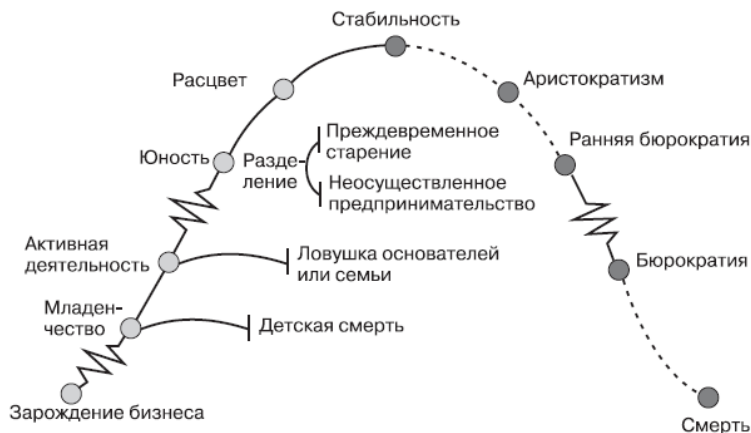 Стабильность
Расцвет
Аристократизм
Юность
Разде-
ление
Преждевременное
старение
Неосуществленное
предпринимательство
Ранняя бюрократия
Активная
деятельность
Ловушка основателей
или семьи
Бюрократия
Младен-
чество
Детская смерть
Зарождение бизнеса
Смерть